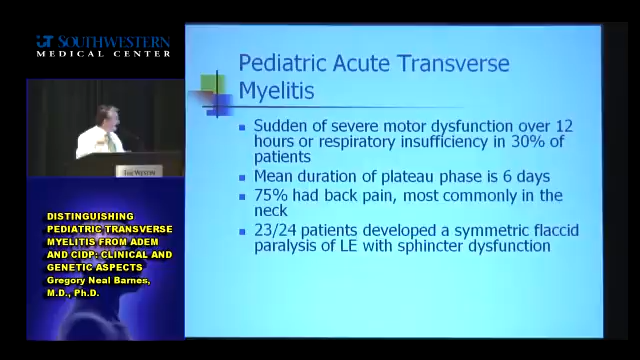 UT SOUTHWESTERN
MEDICAL CENTER
THE WESTIN
DISTINGUISHING
PEDIATRIC TRANSVERSE
MYELITIS FROM ADEM
AND CIDP: CLINICAL AND
GENETIC ASPECTS
Gregory Neal Barnes,
M.D., Ph.D.
Pediatric Acute Transverse
Myelitis
Sudden of severe motor dysfunction over 12
hours or respiratory insufficiency in 30% of
patients
Mean duration of plateau phase is 6 days
75% had back pain, most commonly in the
neck
23/24 patients developed a symmetric flaccid
paralysis of LE with sphincter dysfunction